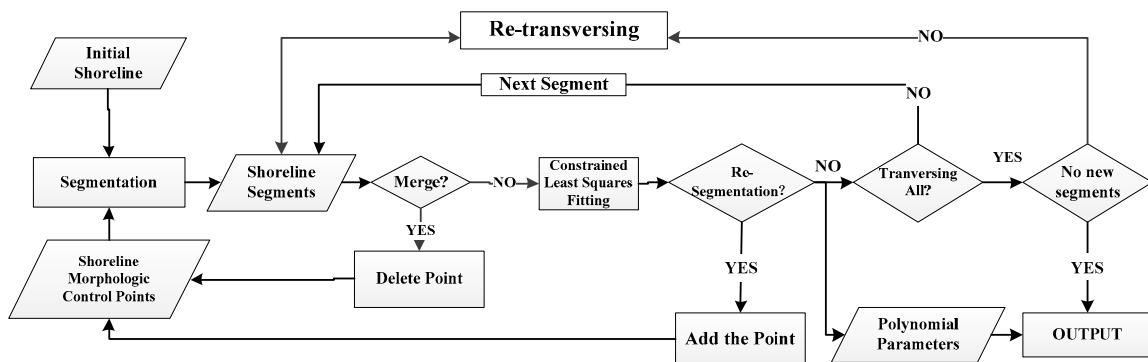 Re-transversing
NO
Initial
Shoreline
Next Segment
NO
Segmentation
Shoreline
Segments
Merge?
NO
Constrained
Least Squares
Fitting
Re-
Segmentation?
NO
Tranversing
All?
YES
No new
segments
YES
Shoreline
Morphologic
Control Points
Delete Point
YES
YES
Add the Point
Polynomial
Parameters
OUTPUT